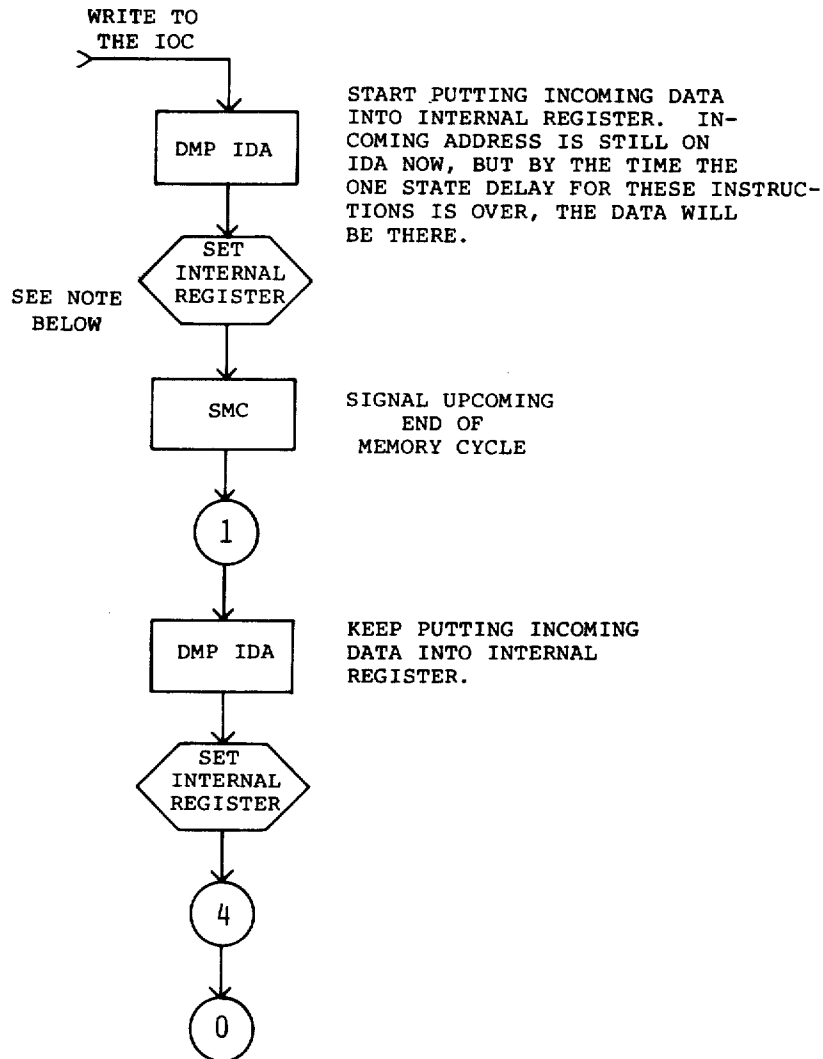 WRITE TO
THE IOC
DMP IDA
START PUTTING INCOMING DATA
INTO INTERNAL REGISTER. IN-
COMING ADDRESS IS STILL ON
IDA NOW, BUT BY THE TIME THE
ONE STATE DELAY FOR THESE INSTRUC-
TIONS IS OVER, THE DATA WILL
BE THERE.
SET
INTERNAL
REGISTER
SEE NOTE
BELOW
SMC
SIGNAL UPCOMING
END OF
MEMORY CYCLE
1
DMP IDA
KEEP PUTTING INCOMING
DATA INTO INTERNAL
REGISTER.
SET
INTERNAL
REGISTER
4
0